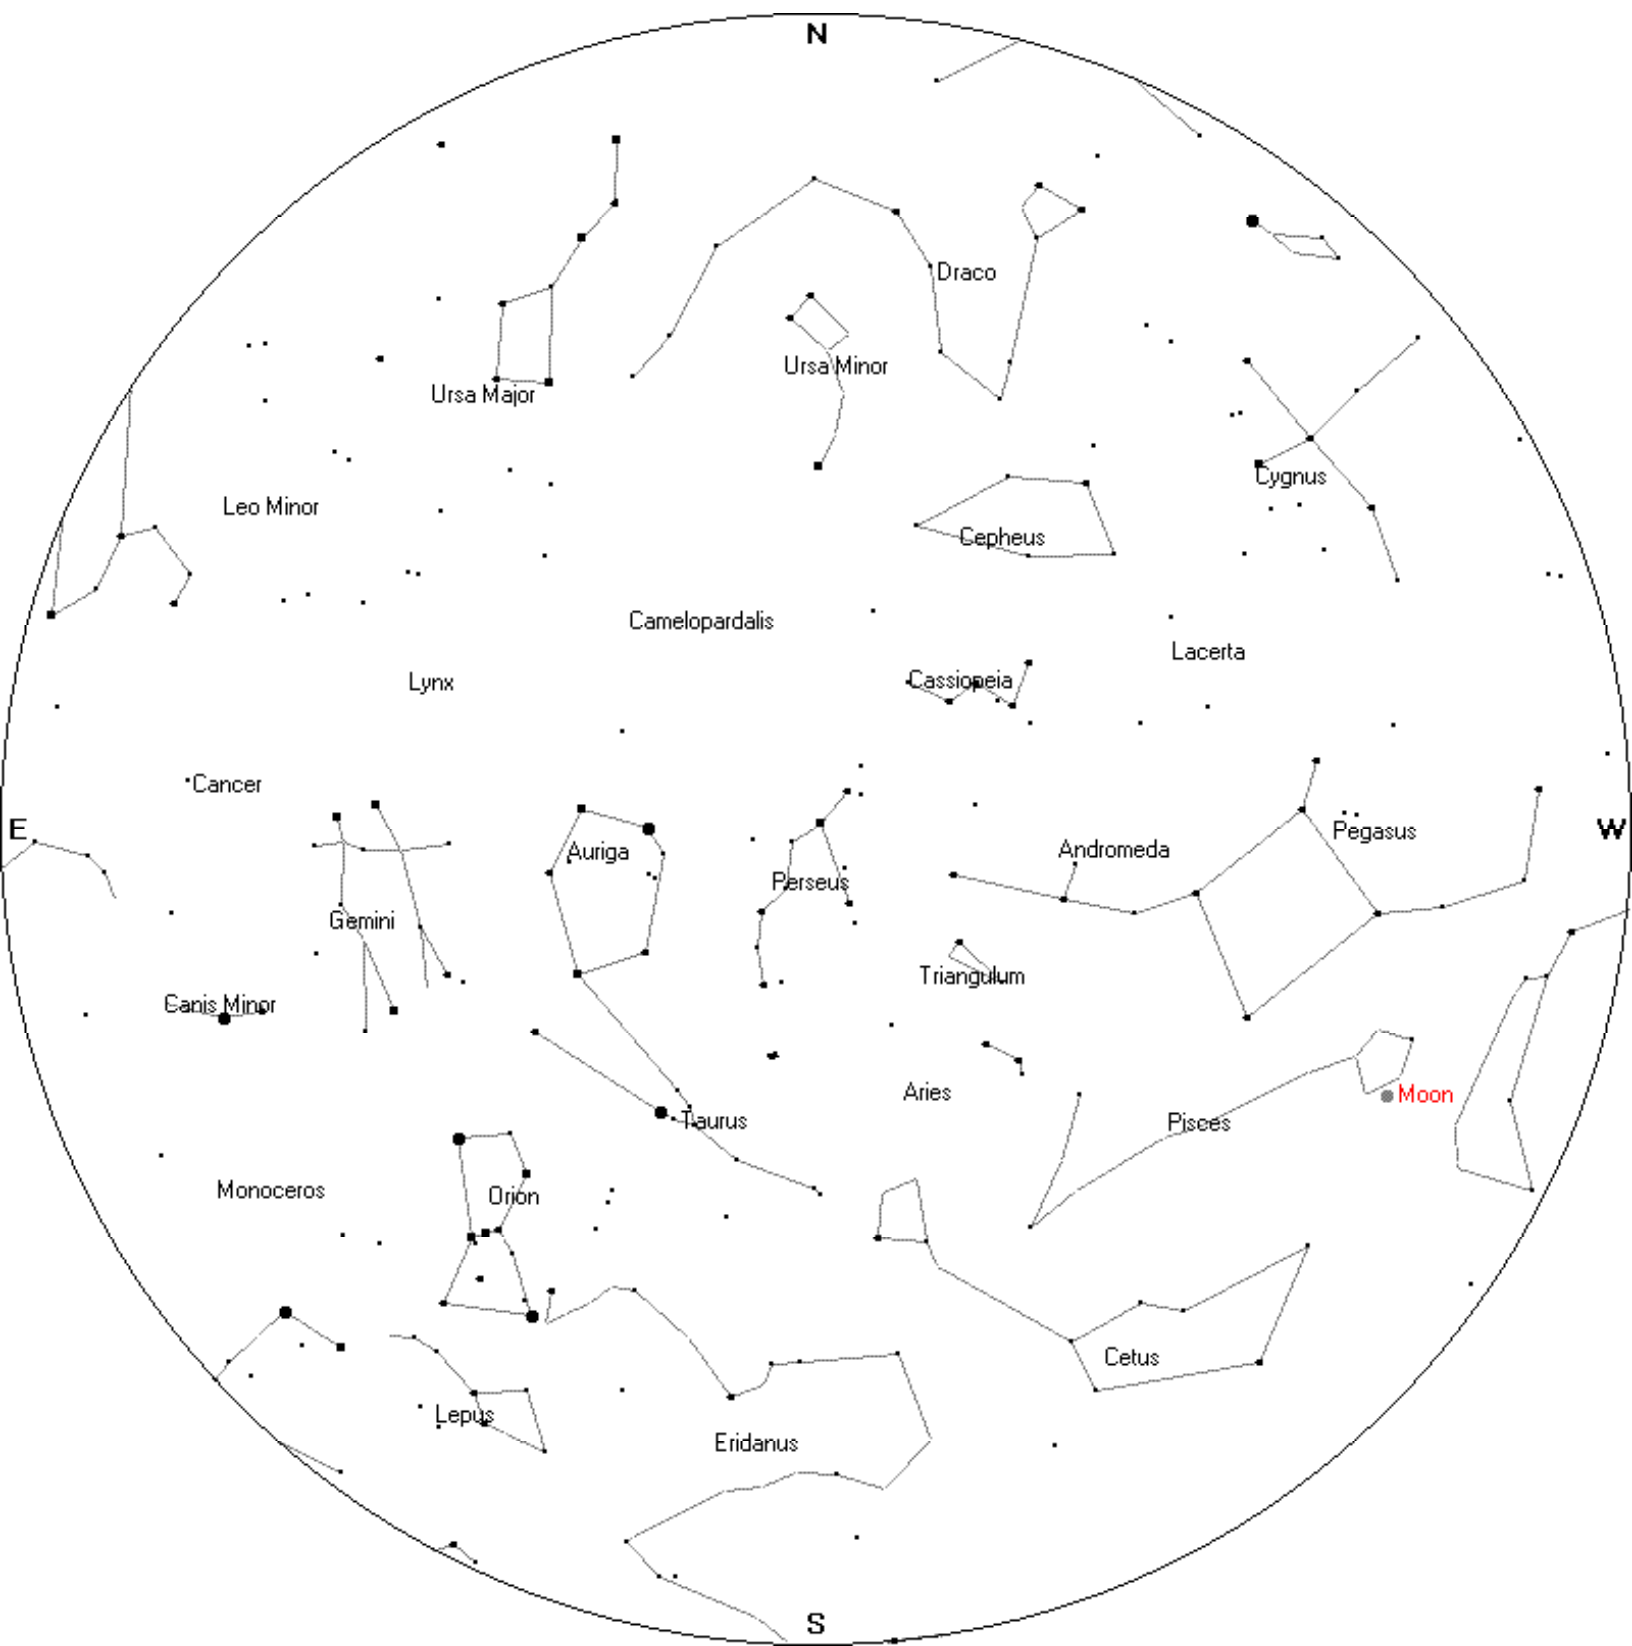 N
Draco
Ursa Minor
Ursa Major
Cygnus
Leo Minor
Cepheus
Camelopardalis
Lacerta
Cassiopeia
Lynx
Cancer
E
W
Pegasus
Auriga
Andromeda
Perseus
Gemini
Triangulum
Canis Minor
Aries
Moon
Taurus
Pisces
Monoceros
Orion
Cetus
Lepus
Eridanus
S